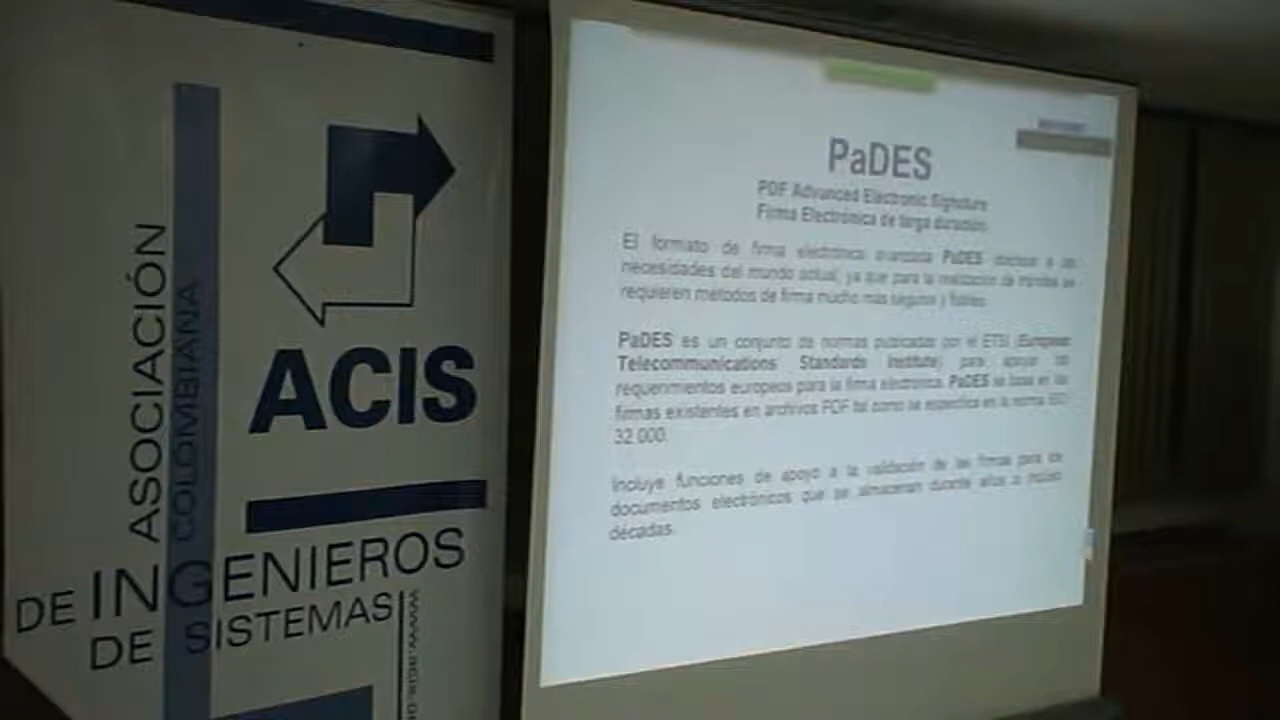 ASOCIACIÓN
COLOMBIANA
ACIS
DE INGENIEROS
DE SISTEMAS
PaDES
PDF Advanced Electronic Signature
Firma Electrónica de larga duración
El formato de firma electrónica avanzada PaDES a las
necesidades del mundo actual, ya que para la realización de se
requieren métodos de firma mucho más seguros y fiables.
PaDES es un conjunto de normas publicadas por el ETSI (European
Telecommunications Standards Institute) para apoyar los
requerimientos europeos para la firma electrónica. PaDES se basa en las
firmas existentes en archivos PDF tal como se especifica en la norma ISO
32.000.
Incluye funciones de apoyo a la validación de las firmas para los
documentos electrónicos que se almacenan durante años o incluso
décadas.